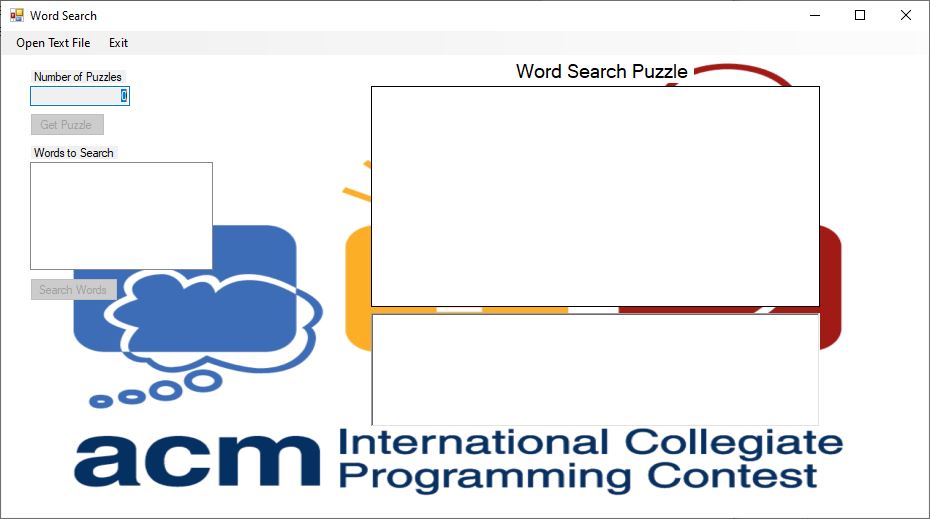 Word Search
Open Text File Exit
Number of Puzzles
0
Get Puzzle
Words to Search
Search Words
Word Search Puzzle
acm International Collegiate
Programming Contest